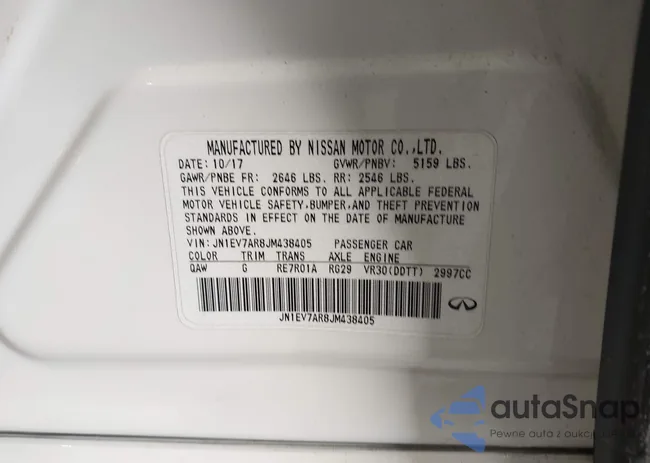 MANUFACTURED BY NISSAN MOTOR CO.,LTD.
DATE: 10/17 GVWR/PNBV: 5159 LBS.
GAWR/PNBE FR: 2646 LBS. RR: 2546 LBS.
THIS VEHICLE CONFORMS TO ALL APPLICABLE FEDERAL
MOTOR VEHICLE SAFETY,BUMPER,AND THEFT PREVENTION
STANDARDS IN EFFECT ON THE DATE OF MANUFACTURE
SHOWN ABOVE.
VIN: JN1EV7AR8JM438405 PASSENGER CAR
COLOR TRIM TRANS AXLE ENGINE
QAW G RE7R01A RG29 VR30(DDTT) 2997CC
JN1EV7AR8JM438405
autaSnap
Pewne auta z aukcji